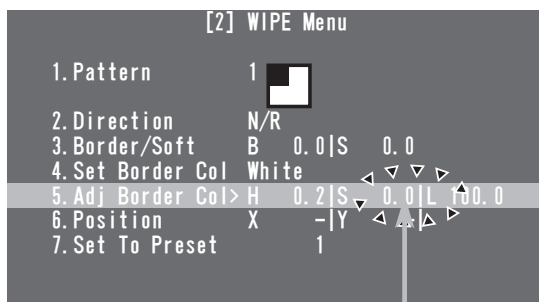 [2] WIPE Menu
1.Pattern 1
2.Direction N/R
3.Border/Soft B 0.0|S 0.0
4.Set Border Col White
5.Adj Border Col> H 0.2|S 0.0|L 100.0
6.Position X -|Y -|
7.Set To Preset 1